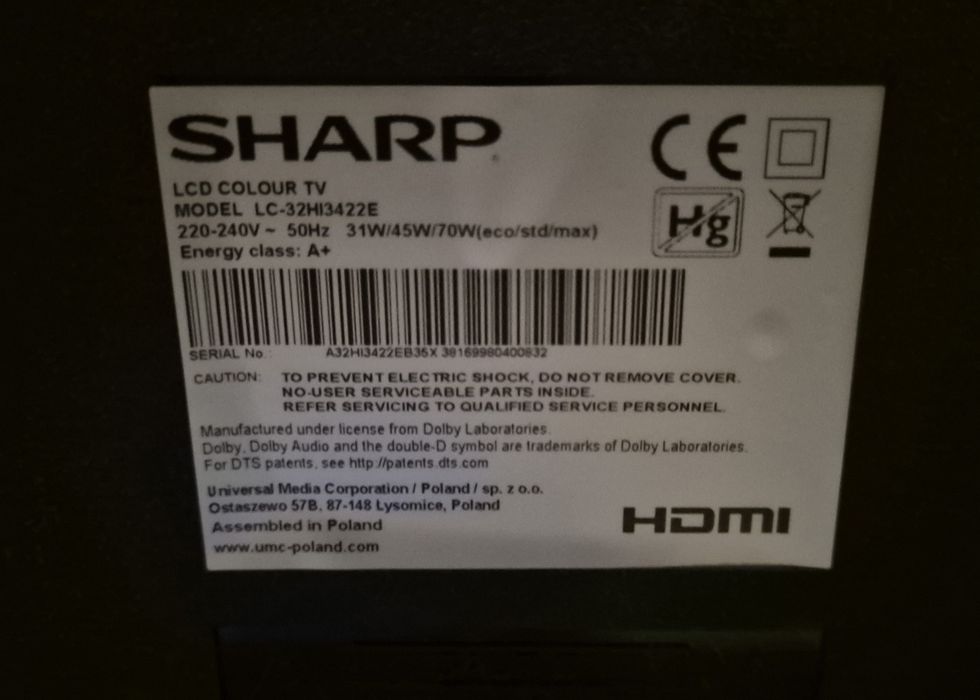 SHARP
LCD COLOUR TV
MODEL LC-32HI3422E
220-240V ~ 50Hz 31W/45W/70W(eco/std/max)
Energy class: A+
CE
Hg
SERIAL No.: A32HI3422EB35X 38169980400832
CAUTION: TO PREVENT ELECTRIC SHOCK, DO NOT REMOVE COVER.
NO-USER SERVICEABLE PARTS INSIDE.
REFER SERVICING TO QUALIFIED SERVICE PERSONNEL.
Manufactured under license from Dolby Laboratories.
Dolby, Dolby Audio and the double-D symbol are trademarks of Dolby Laboratories.
For DTS patents, see http://patents.dts.com
Universal Media Corporation / Poland / sp. z o.o.
Ostaszewo 57B, 87-148 Lysomice, Poland
Assembled in Poland
www.umc-poland.com
HDMI